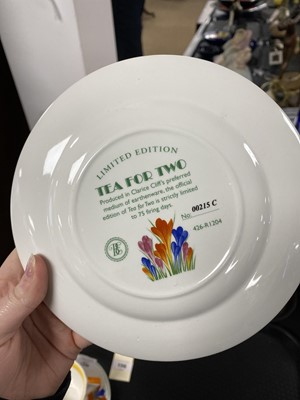 LIMITED EDITION
TEA FOR TWO
Produced in Clarice Cliff's preferred
medium of earthenware, the official
edition of Tea for Two is strictly limited
to 75 firing days.
No. 00215 C
426-R1204